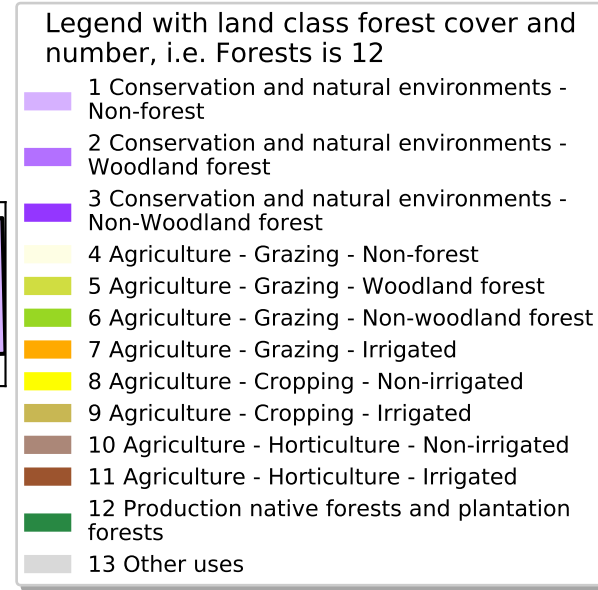 Legend with land class forest cover and
number, i.e. Forests is 12
1 Conservation and natural environments -
Non-forest
2 Conservation and natural environments -
Woodland forest
3 Conservation and natural environments -
Non-Woodland forest
4 Agriculture - Grazing - Non-forest
5 Agriculture - Grazing - Woodland forest
6 Agriculture - Grazing - Non-woodland forest
7 Agriculture - Grazing - Irrigated
8 Agriculture - Cropping - Non-irrigated
9 Agriculture - Cropping - Irrigated
10 Agriculture - Horticulture - Non-irrigated
11 Agriculture - Horticulture - Irrigated
12 Production native forests and plantation
forests
13 Other uses